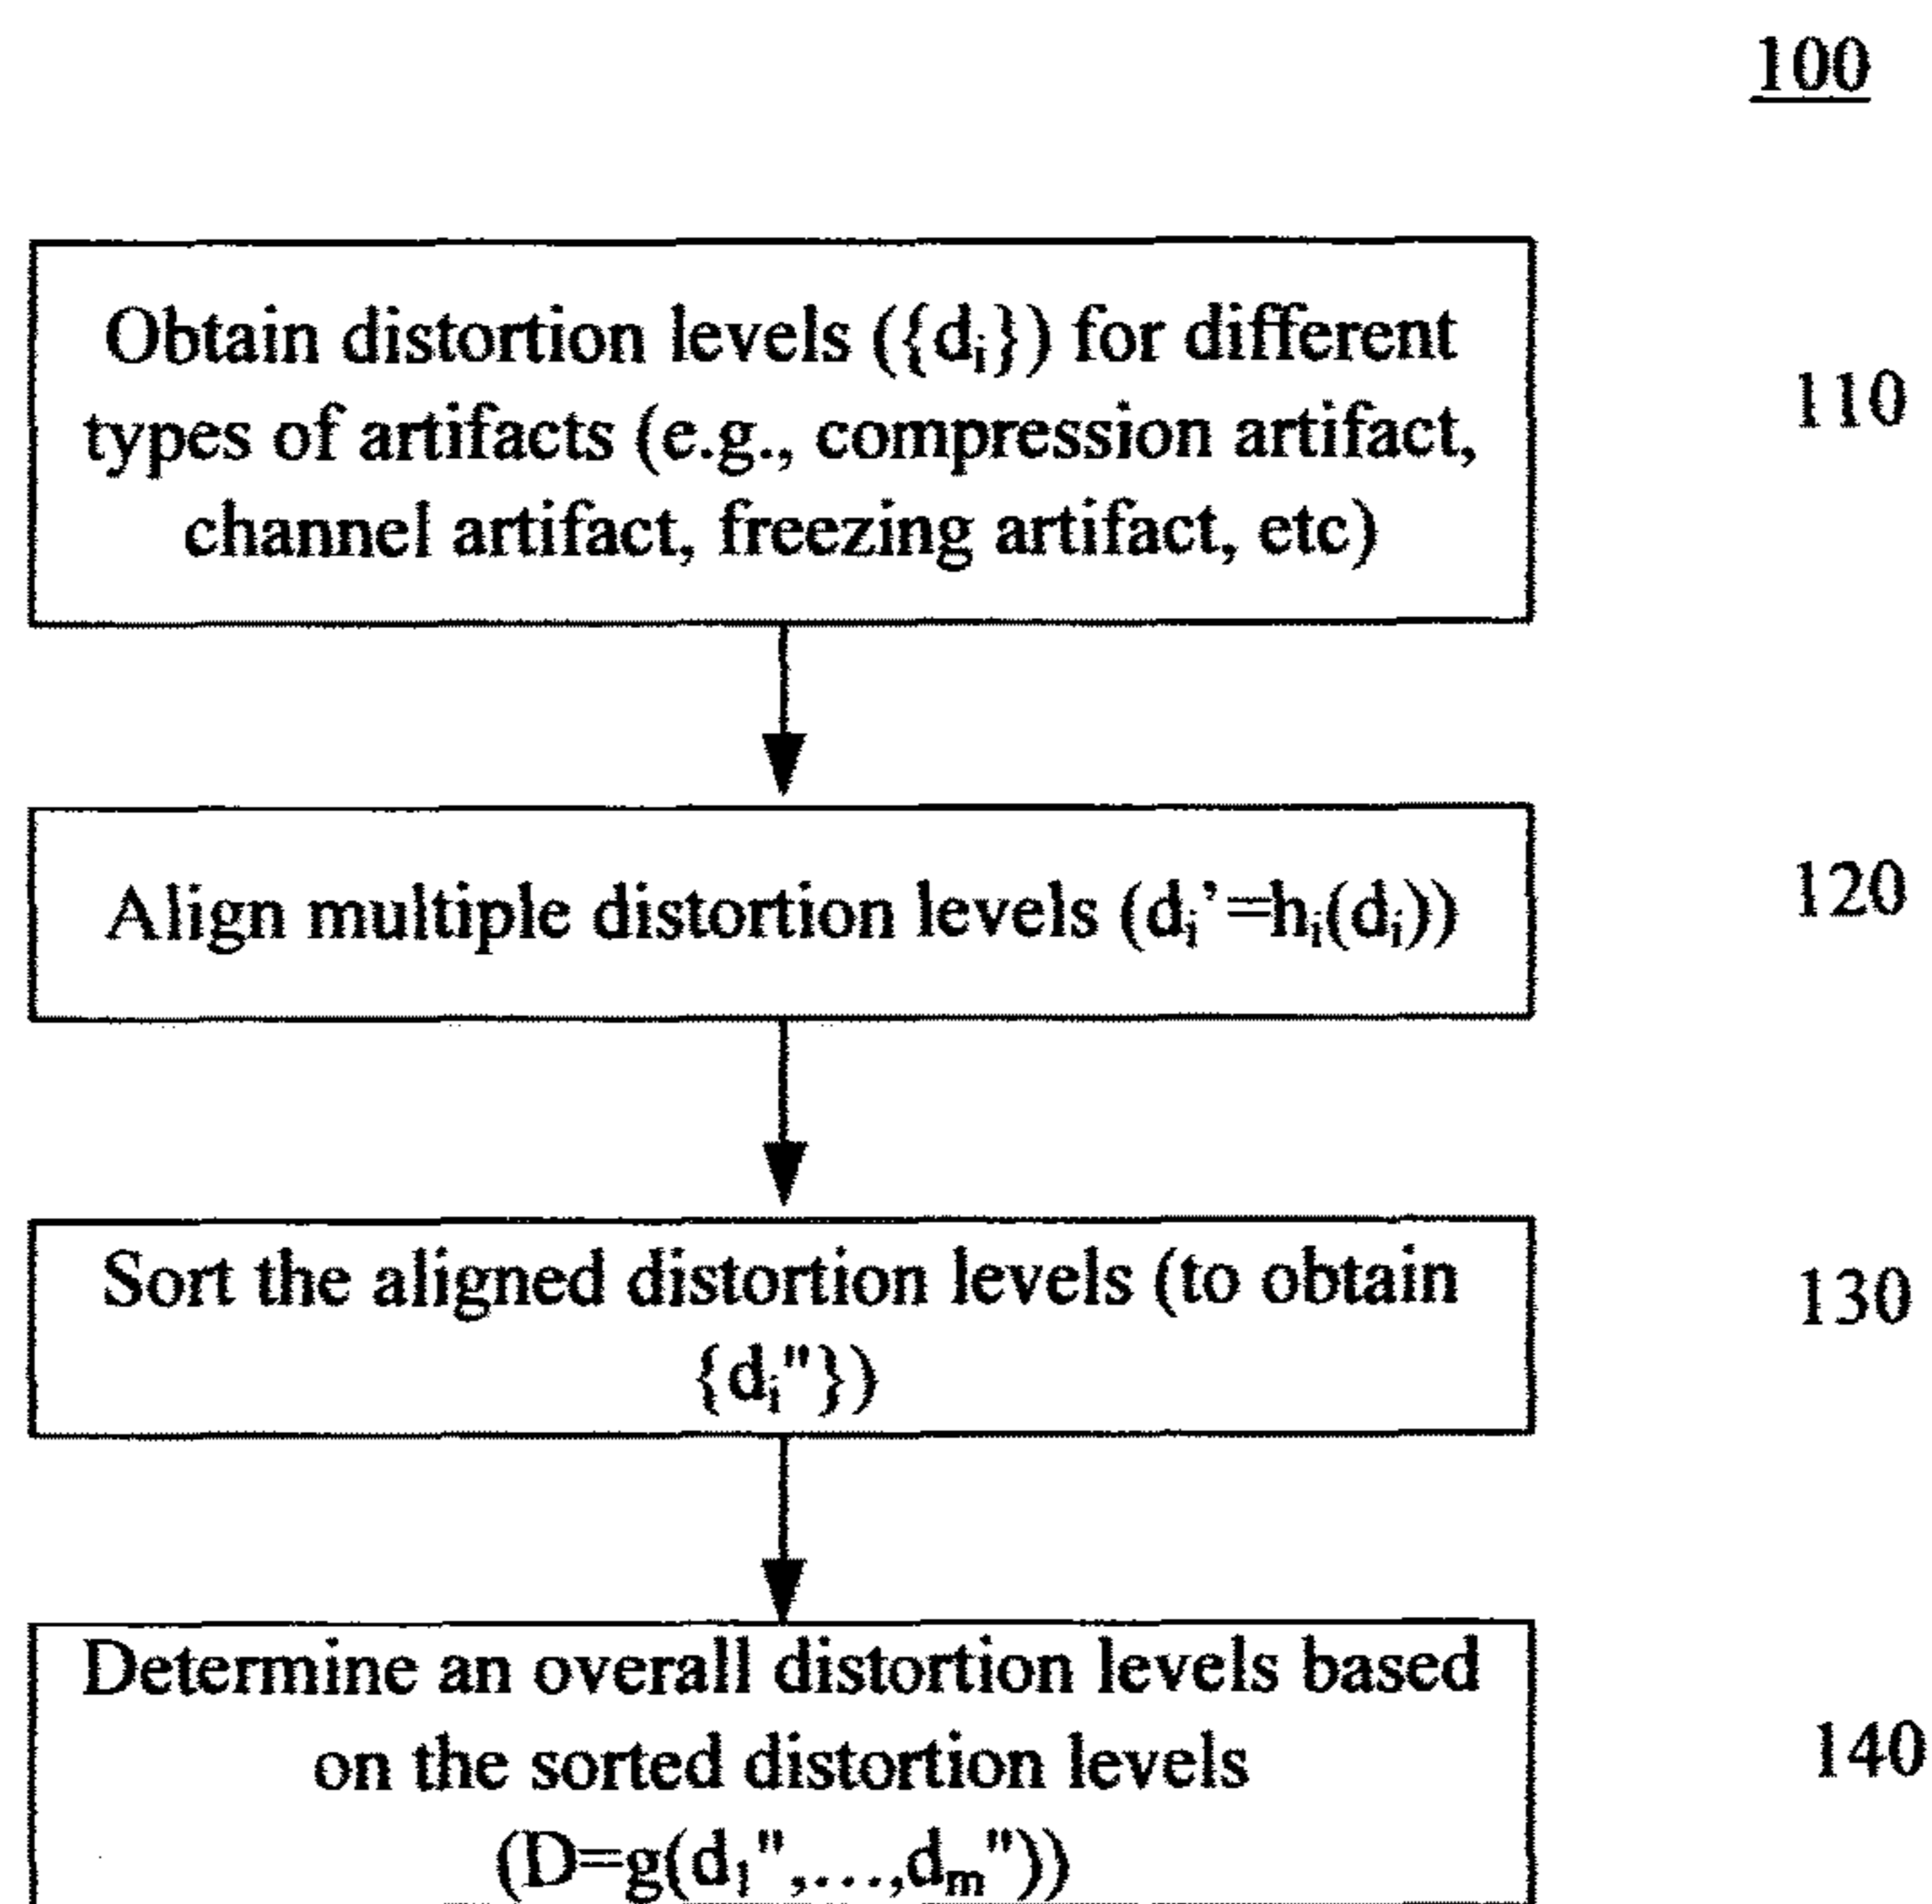 100
Obtain distortion levels ({dᵢ}) for different
types of artifacts (e.g., compression artifact,
channel artifact, freezing artifact, etc)
110
Align multiple distortion levels (dᵢ’=hᵢ(dᵢ))
120
Sort the aligned distortion levels (to obtain
{dᵢ"})
130
Determine an overall distortion levels based
on the sorted distortion levels
(D=g(d₁",...,dₘ"))
140